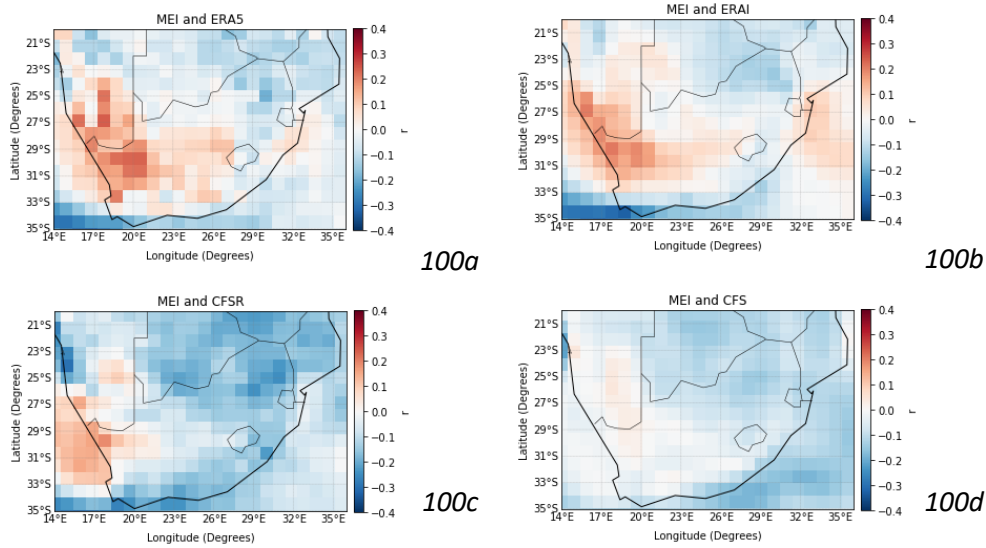 MEI and ERA5
21°S
23°S
25°S
27°S
29°S
31°S
33°S
35°S
14°E 17°E 20°E 23°E 26°E 29°E 32°E 35°E
Latitude (Degrees)
Longitude (Degrees)
0.4
0.3
0.2
0.1
0.0
−0.1
−0.2
−0.3
−0.4
r
100a
MEI and ERAI
21°S
23°S
25°S
27°S
29°S
31°S
33°S
35°S
14°E 17°E 20°E 23°E 26°E 29°E 32°E 35°E
Latitude (Degrees)
Longitude (Degrees)
0.4
0.3
0.2
0.1
0.0
−0.1
−0.2
−0.3
−0.4
r
100b
MEI and CFSR
21°S
23°S
25°S
27°S
29°S
31°S
33°S
35°S
14°E 17°E 20°E 23°E 26°E 29°E 32°E 35°E
Latitude (Degrees)
Longitude (Degrees)
0.4
0.3
0.2
0.1
0.0
−0.1
−0.2
−0.3
−0.4
r
100c
MEI and CFS
21°S
23°S
25°S
27°S
29°S
31°S
33°S
35°S
14°E 17°E 20°E 23°E 26°E 29°E 32°E 35°E
Latitude (Degrees)
Longitude (Degrees)
0.4
0.3
0.2
0.1
0.0
−0.1
−0.2
−0.3
−0.4
r
100d